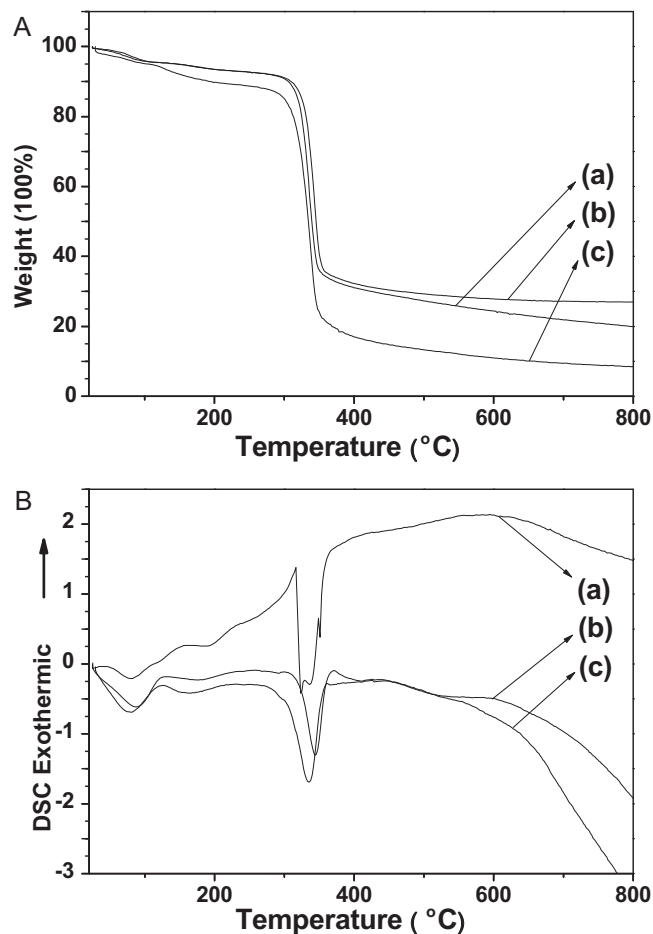 A
100
80
60
40
20
0
Weight (100%)
(a)
(b)
(c)
200 400 600 800
Temperature (°C)
B
2
1
0
-1
-2
-3
DSC Exothermic
(a)
(b)
(c)
200 400 600 800
Temperature ( °C)